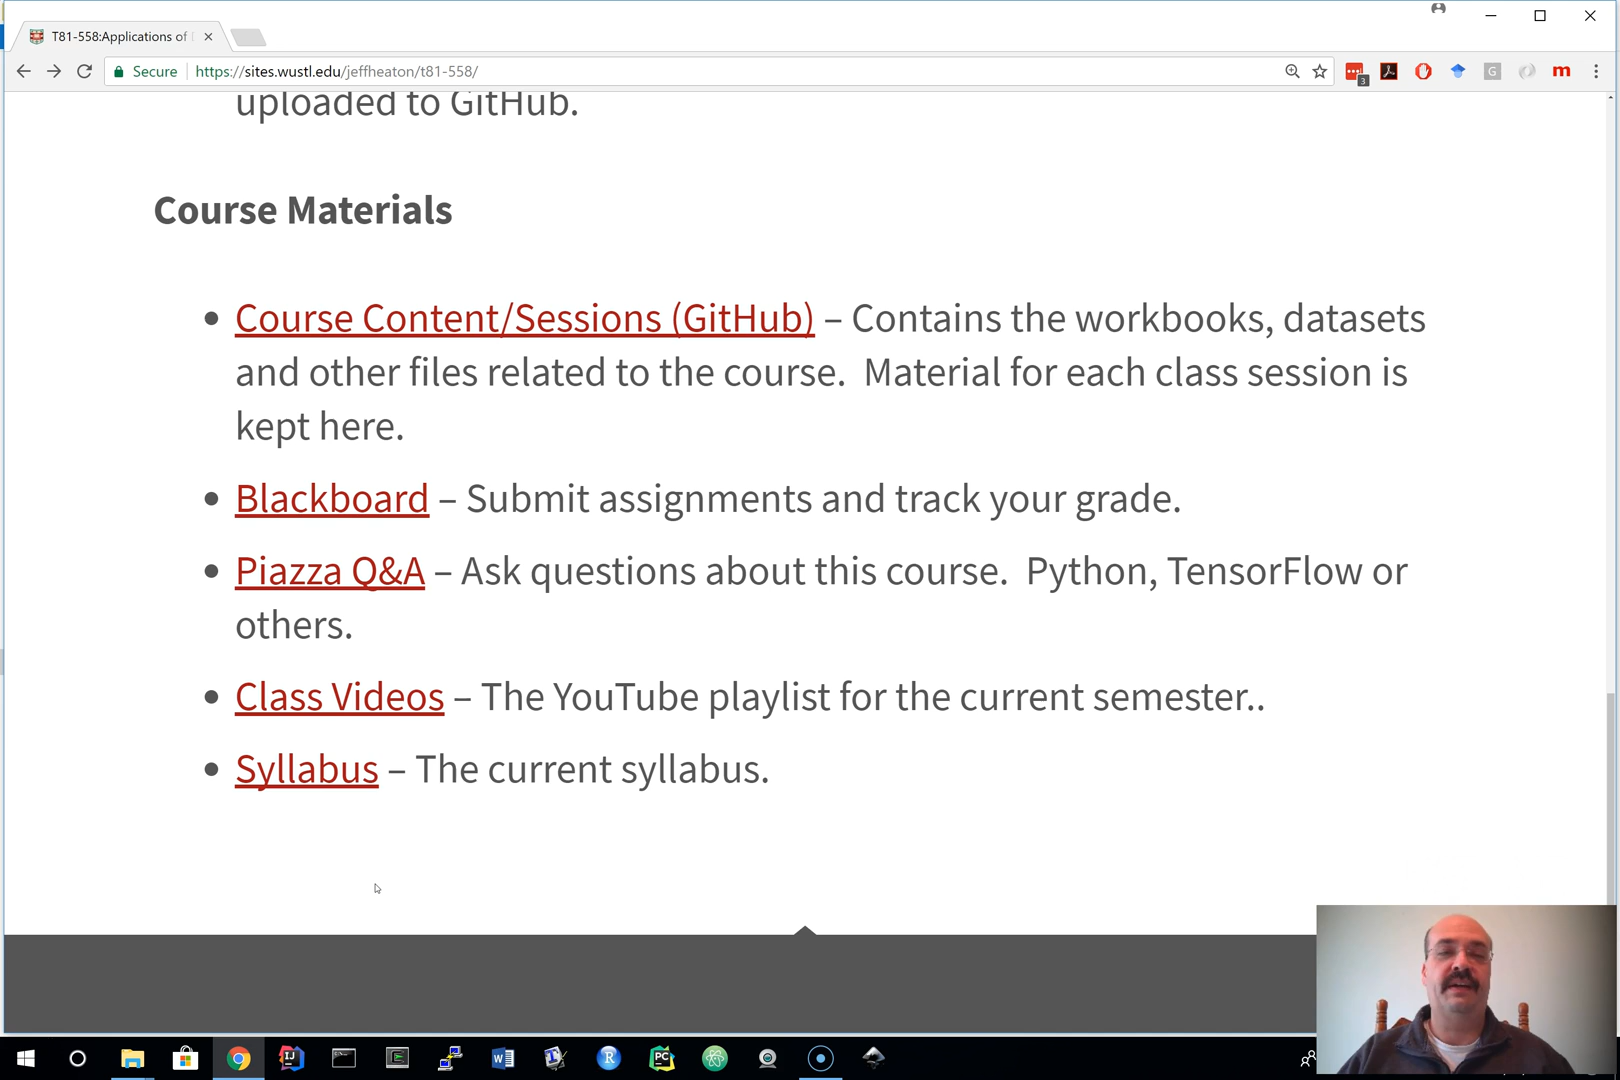 T81-558:Applications of
Secure
https://sites.wustl.edu/jeffheaton/t81-558/
3
G
m
uploaded to GitHub.
Course Materials
Course Content/Sessions (GitHub) – Contains the workbooks, datasets
and other files related to the course. Material for each class session is
kept here.
Blackboard – Submit assignments and track your grade.
Piazza Q&A – Ask questions about this course. Python, TensorFlow or
others.
Class Videos – The YouTube playlist for the current semester..
Syllabus – The current syllabus.
IJ
W
R
PC